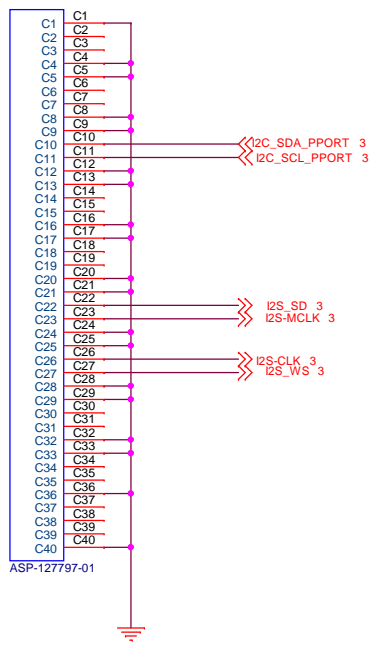 C1 C1
C2 C2
C3 C3
C4 C4
C5 C5
C6 C6
C7 C7
C8 C8
C9 C9
C10 C10 I2C_SDA_PPORT 3
C11 C11 I2C_SCL_PPORT 3
C12 C12
C13 C13
C14 C14
C15 C15
C16 C16
C17 C17
C18 C18
C19 C19
C20 C20
C21 C21
C22 C22 I2S_SD 3
C23 C23 I2S-MCLK 3
C24 C24
C25 C25
C26 C26 I2S-CLK 3
C27 C27 I2S_WS 3
C28 C28
C29 C29
C30 C30
C31 C31
C32 C32
C33 C33
C34 C34
C35 C35
C36 C36
C37 C37
C38 C38
C39 C39
C40 C40
ASP-127797-01